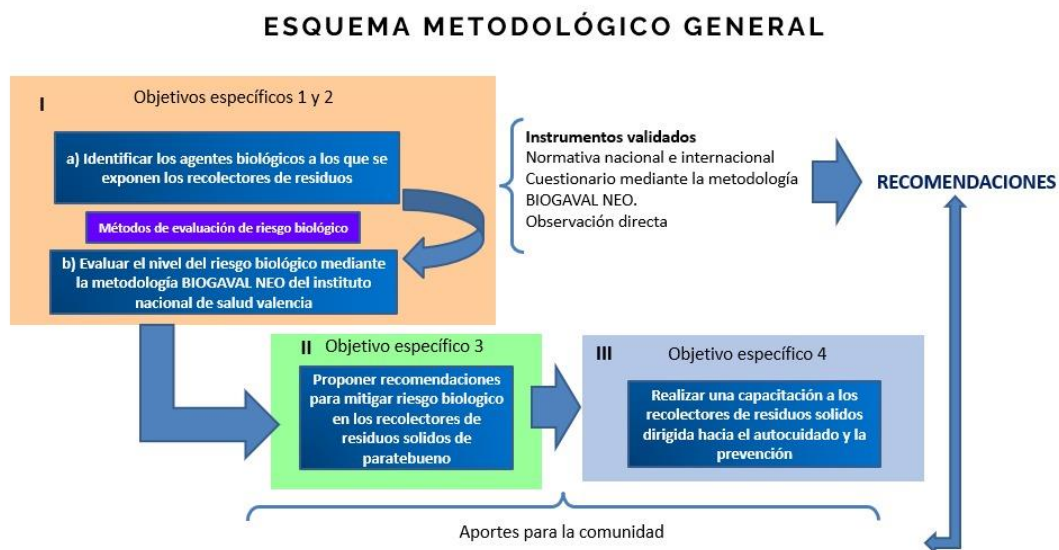 ESQUEMA METODOLÓGICO GENERAL
I
Objetivos específicos 1 y 2
a) Identificar los agentes biológicos a los que se
exponen los recolectores de residuos
Métodos de evaluación de riesgo biológico
b) Evaluar el nivel del riesgo biológico mediante
la metodología BIOGAVAL NEO del instituto
nacional de salud valencia
Instrumentos validados
Normativa nacional e internacional
Cuestionario mediante la metodología
BIOGAVAL NEO.
Observación directa
RECOMENDACIONES
II Objetivo específico 3
Proponer recomendaciones
para mitigar riesgo biologico
en los recolectores de
residuos solidos de
paratebueno
III Objetivo específico 4
Realizar una capacitación a los
recolectores de residuos solidos
dirigida hacia el autocuidado y la
prevención
Aportes para la comunidad